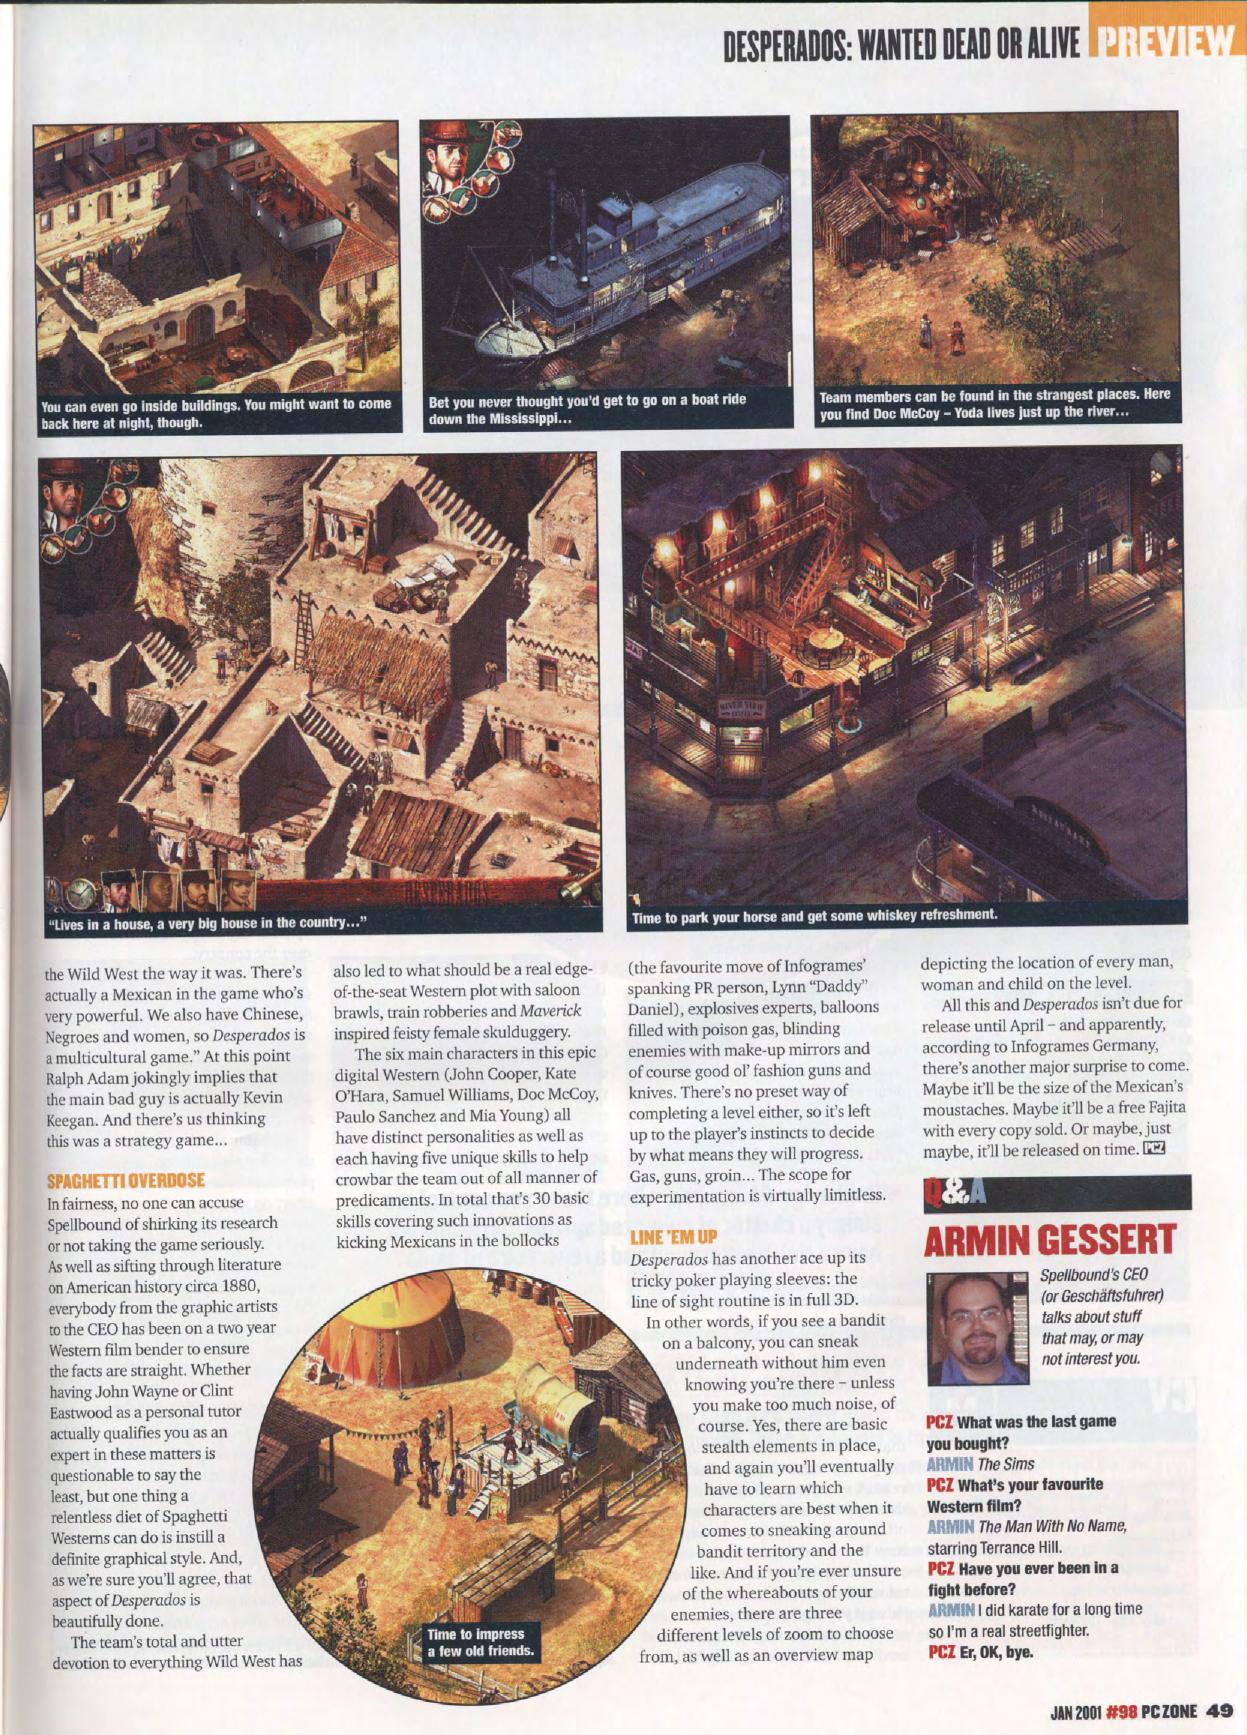 DESPERADOS: WANTED DEAD OR ALIVE PREVIEW
You can even go inside buildings. You might want to come
back here at night, though.
Bet you never thought you'd get to go on a boat ride
down the Mississippi...
Team members can be found in the strangest places. Here
you find Doc McCoy – Yoda lives just up the river...
RIVER VIEW
HOTEL
RESTAURANT
DESPERADOS
"Lives in a house, a very big house in the country..."
Time to park your horse and get some whiskey refreshment.
the Wild West the way it was. There's
actually a Mexican in the game who's
very powerful. We also have Chinese,
Negroes and women, so Desperados is
a multicultural game." At this point
Ralph Adam jokingly implies that
the main bad guy is actually Kevin
Keegan. And there's us thinking
this was a strategy game...
SPAGHETTI OVERDOSE
In fairness, no one can accuse
Spellbound of shirking its research
or not taking the game seriously.
As well as sifting through literature
on American history circa 1880,
everybody from the graphic artists
to the CEO has been on a two year
Western film bender to ensure
the facts are straight. Whether
having John Wayne or Clint
Eastwood as a personal tutor
actually qualifies you as an
expert in these matters is
questionable to say the
least, but one thing a
relentless diet of Spaghetti
Westerns can do is instill a
definite graphical style. And,
as we're sure you'll agree, that
aspect of Desperados is
beautifully done.
The team's total and utter
devotion to everything Wild West has
also led to what should be a real edge-
of-the-seat Western plot with saloon
brawls, train robberies and Maverick
inspired feisty female skulduggery.
The six main characters in this epic
digital Western (John Cooper, Kate
O'Hara, Samuel Williams, Doc McCoy,
Paulo Sanchez and Mia Young) all
have distinct personalities as well as
each having five unique skills to help
crowbar the team out of all manner of
predicaments. In total that's 30 basic
skills covering such innovations as
kicking Mexicans in the bollocks
Time to impress
a few old friends.
(the favourite move of Infogrames'
spanking PR person, Lynn "Daddy"
Daniel), explosives experts, balloons
filled with poison gas, blinding
enemies with make-up mirrors and
of course good ol' fashion guns and
knives. There's no preset way of
completing a level either, so it's left
up to the player's instincts to decide
by what means they will progress.
Gas, guns, groin... The scope for
experimentation is virtually limitless.
LINE 'EM UP
Desperados has another ace up its
tricky poker playing sleeves: the
line of sight routine is in full 3D.
In other words, if you see a bandit
on a balcony, you can sneak
underneath without him even
knowing you're there – unless
you make too much noise, of
course. Yes, there are basic
stealth elements in place,
and again you'll eventually
have to learn which
characters are best when it
comes to sneaking around
bandit territory and the
like. And if you're ever unsure
of the whereabouts of your
enemies, there are three
different levels of zoom to choose
from, as well as an overview map
depicting the location of every man,
woman and child on the level.
All this and Desperados isn't due for
release until April – and apparently,
according to Infogrames Germany,
there's another major surprise to come.
Maybe it'll be the size of the Mexican's
moustaches. Maybe it'll be a free Fajita
with every copy sold. Or maybe, just
maybe, it'll be released on time. PCZ
Q&A
ARMIN GESSERT
Spellbound's CEO
(or Geschäftsfuhrer)
talks about stuff
that may, or may
not interest you.
PCZ What was the last game
you bought?
ARMIN The Sims
PCZ What's your favourite
Western film?
ARMIN The Man With No Name,
starring Terrance Hill.
PCZ Have you ever been in a
fight before?
ARMIN I did karate for a long time
so I'm a real streetfighter.
PCZ Er, OK, bye.
JAN 2001 #98 PC ZONE 49